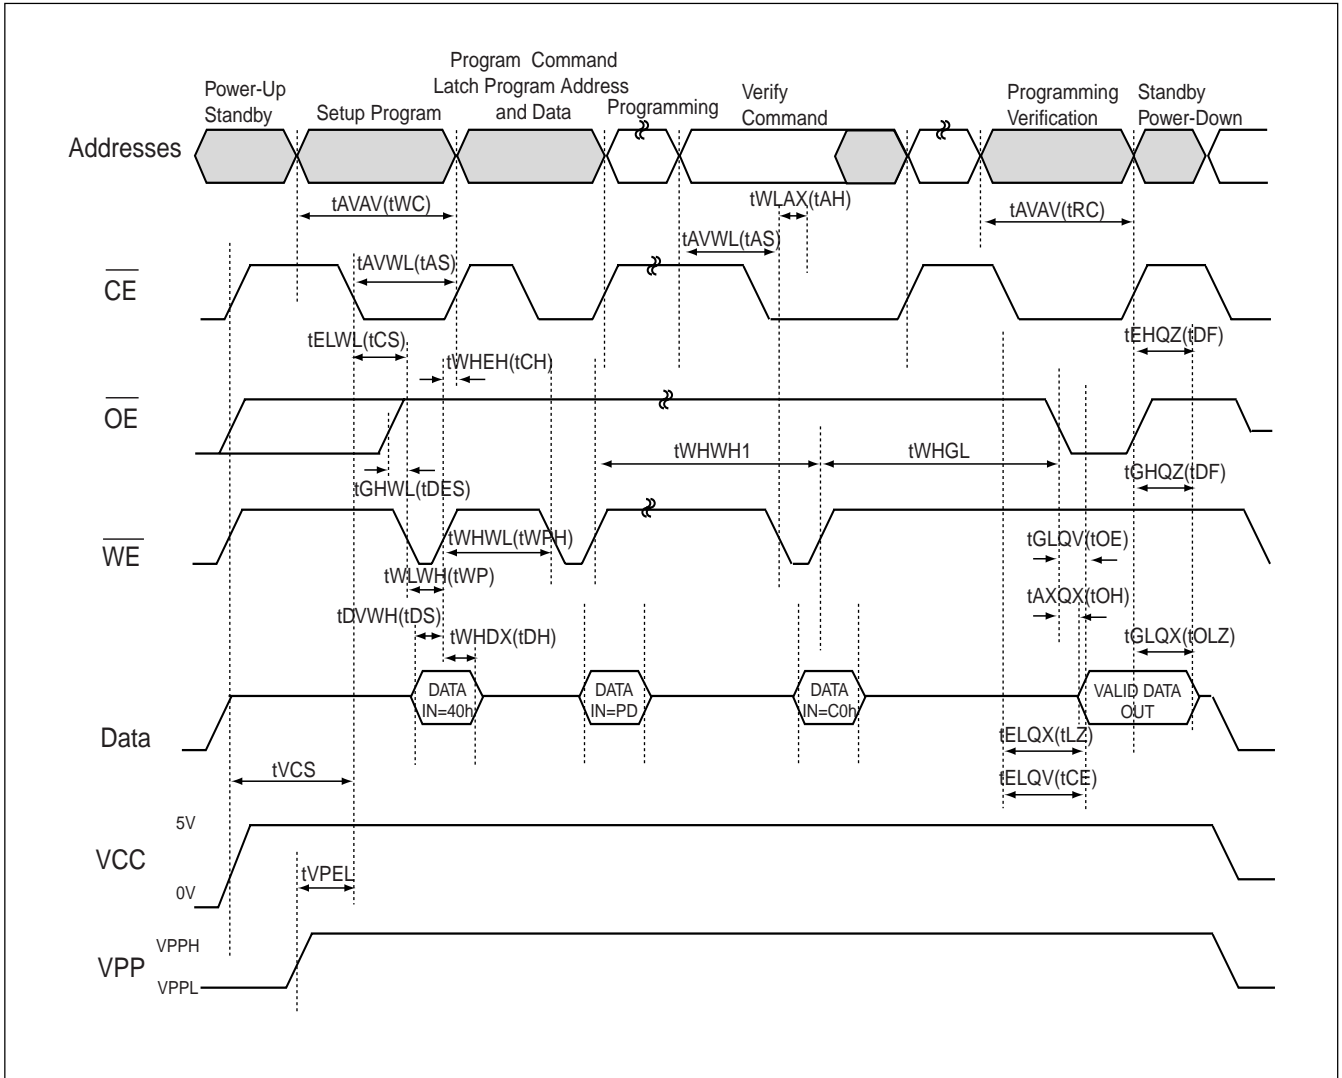 Power-Up
Standby
Setup Program
Program Command
Latch Program Address
and Data
Programming
Verify
Command
Programming
Verification
Standby
Power-Down
Addresses
tAVAV(tWC)
tWLAX(tAH)
tAVAV(tRC)
tAVWL(tAS)
tAVWL(tAS)
CE
tELWL(tCS)
tWHEH(tCH)
tEHQZ(tDF)
OE
tWHWH1
tWHGL
tGHWL(tDES)
tGHQZ(tDF)
WE
tWHWL(tWPH)
tGLQV(tOE)
tWLWH(tWP)
tAXQX(tOH)
tDVWH(tDS)
tWHDX(tDH)
tGLQX(tOLZ)
Data
DATA
IN=40h
DATA
IN=PD
DATA
IN=C0h
VALID DATA
OUT
tELQX(tLZ)
tVCS
tELQV(tCE)
5V
VCC
0V
tVPEL
VPPH
VPP
VPPL